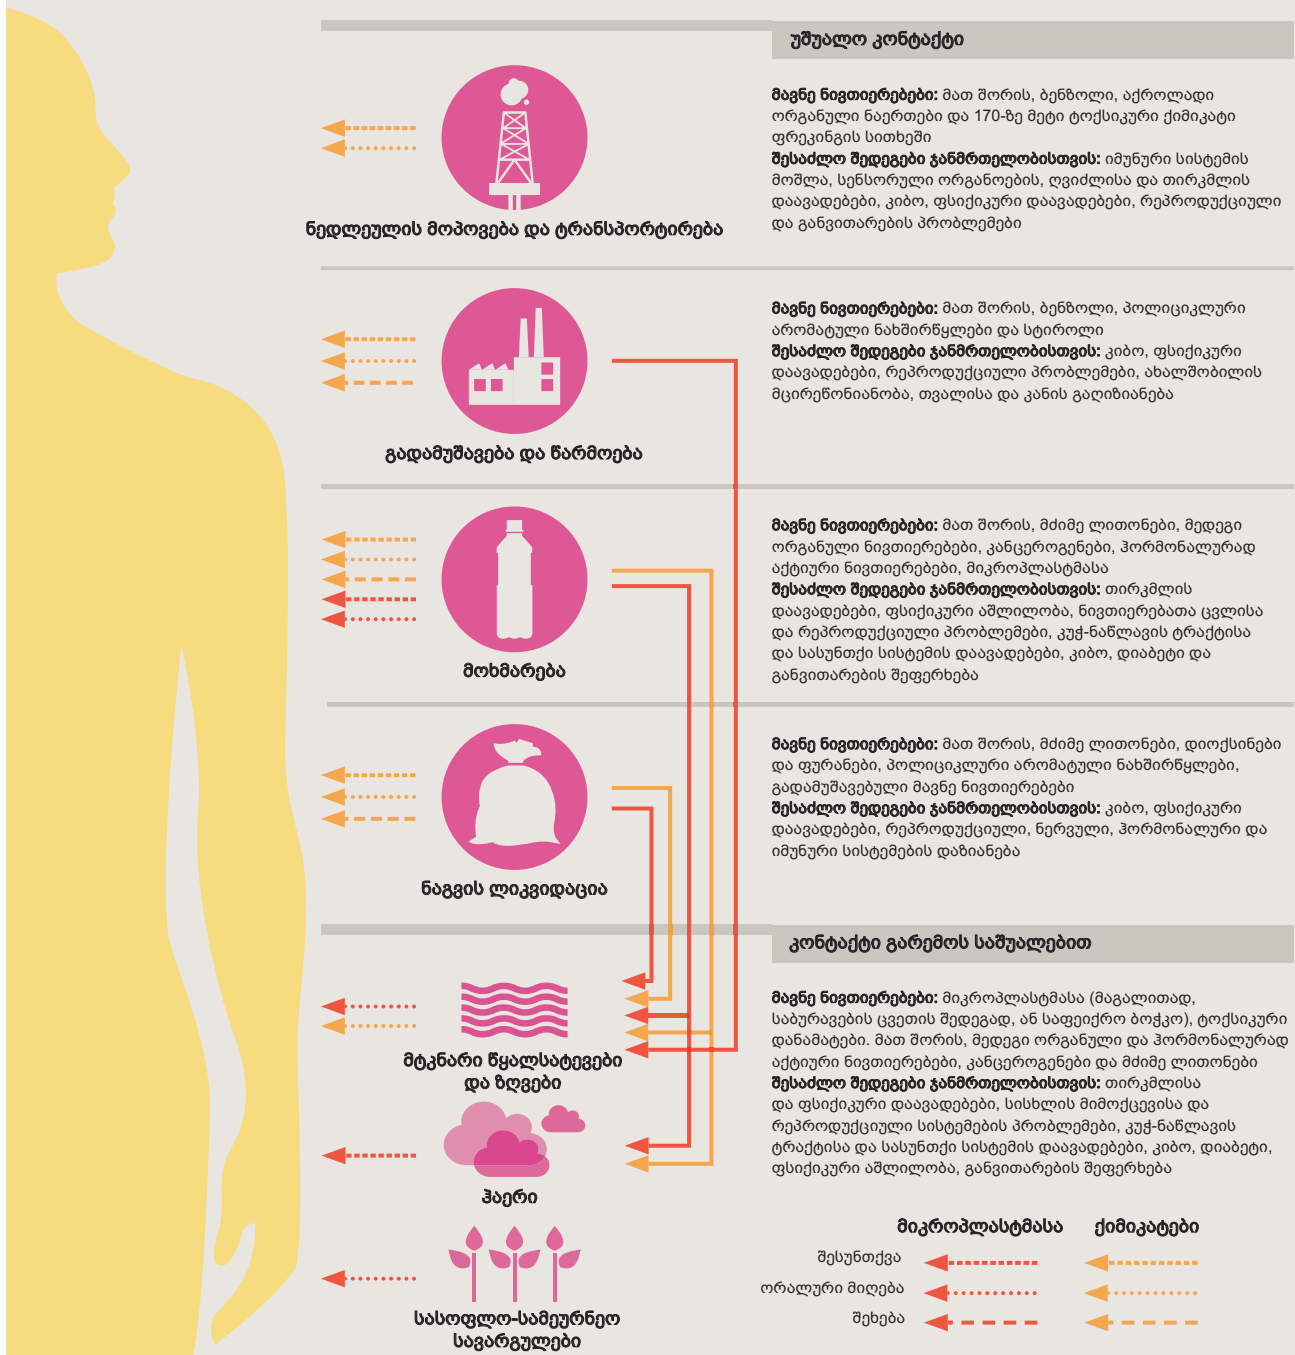 უშუალო კონტაქტი
მავნე ნივთიერებები: მათ შორის, ბენზოლი, აქროლადი
ორგანული ნაერთები და 170-ზე მეტი ტოქსიკური ქიმიკატი
ფრეკინგის სითხეში
შესაძლო შედეგები ჯანმრთელობისთვის: იმუნური სისტემის
მოშლა, სენსორული ორგანოების, ღვიძლისა და თირკმლის
დაავადებები, კიბო, ფსიქიკური დაავადებები, რეპროდუქციული
და განვითარების პრობლემები
ნედლეულის მოპოვება და ტრანსპორტირება
მავნე ნივთიერებები: მათ შორის, ბენზოლი, პოლიციკლური
არომატული ნახშირწყლები და სტიროლი
შესაძლო შედეგები ჯანმრთელობისთვის: კიბო, ფსიქიკური
დაავადებები, რეპროდუქციული პრობლემები, ახალშობილის
მცირეწონიანობა, თვალისა და კანის გაღიზიანება
გადამუშავება და წარმოება
მავნე ნივთიერებები: მათ შორის, მძიმე ლითონები, მედეგი
ორგანული ნივთიერებები, კანცეროგენები, ჰორმონალურად
აქტიური ნივთიერებები, მიკროპლასტმასა
შესაძლო შედეგები ჯანმრთელობისთვის: თირკმლის
დაავადებები, ფსიქიკური აშლილობა, ნივთიერებათა ცვლისა
და რეპროდუქციული პრობლემები, კუჭ-ნაწლავის ტრაქტისა
და სასუნთქი სისტემის დაავადებები, კიბო, დიაბეტი და
განვითარების შეფერხება
მოხმარება
მავნე ნივთიერებები: მათ შორის, მძიმე ლითონები, დიოქსინები
და ფურანები, პოლიციკლური არომატული ნახშირწყლები,
გადამუშავებული მავნე ნივთიერებები
შესაძლო შედეგები ჯანმრთელობისთვის: კიბო, ფსიქიკური
დაავადებები, რეპროდუქციული, ნერვული, ჰორმონალური და
იმუნური სისტემების დაზიანება
ნაგვის ლიკვიდაცია
კონტაქტი გარემოს საშუალებით
მავნე ნივთიერებები: მიკროპლასტმასა (მაგალითად,
საბურავების ცვეთის შედეგად, ან საფეიქრო ბოჭკო), ტოქსიკური
დანამატები. მათ შორის, მედეგი ორგანული და ჰორმონალურად
აქტიური ნივთიერებები, კანცეროგენები და მძიმე ლითონები
შესაძლო შედეგები ჯანმრთელობისთვის: თირკმლისა
და ფსიქიკური დაავადებები, სისხლის მიმოქცევისა და
რეპროდუქციული სისტემების პრობლემები, კუჭ-ნაწლავის
ტრაქტისა და სასუნთქი სისტემის დაავადებები, კიბო, დიაბეტი,
ფსიქიკური აშლილობა, განვითარების შეფერხება
მტკნარი წყალსატევები
და ზღვები
ჰაერი
სასოფლო-სამეურნეო
სავარგულები
მიკროპლასტმასა ქიმიკატები
შესუნთქვა
ორალური მიღება
შეხება